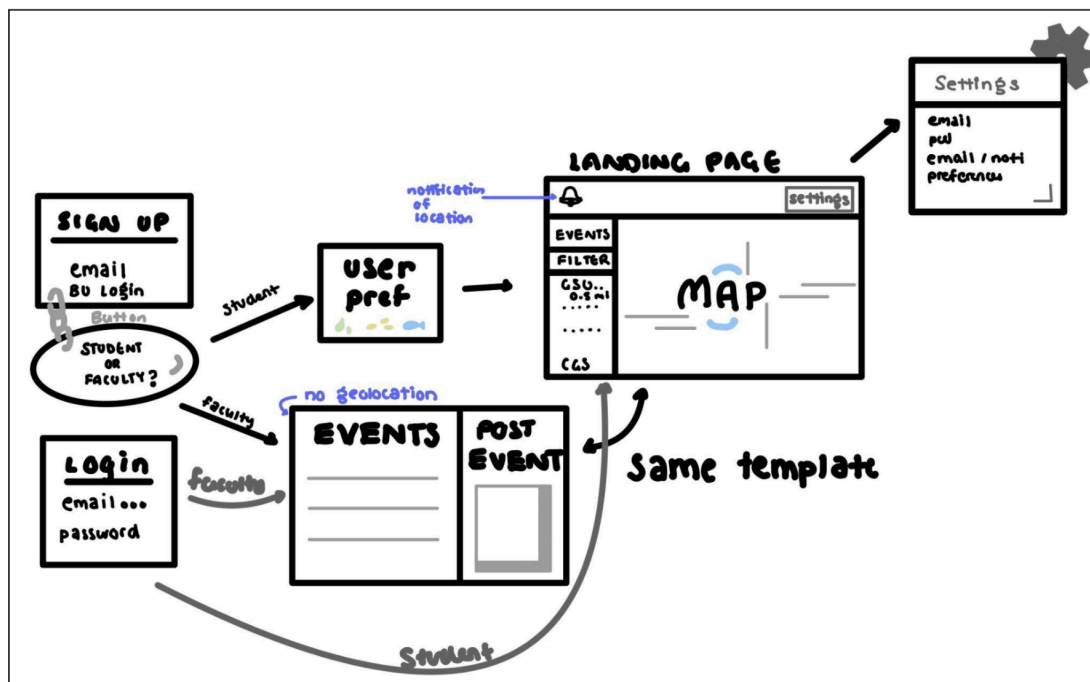 SIGN UP
email
BU Login
Button
STUDENT
OR
FACULTY?
Login
email...
password
Student
faculty
faculty
Student
user
pref
no geolocation
EVENTS
POST
EVENT
notification
of
location
LANDING PAGE
settings
EVENTS
FILTER
GSU..
0.5 mi
.....
.....
CGS
MAP
Same template
Settings
email
pw
email / noti
preferences